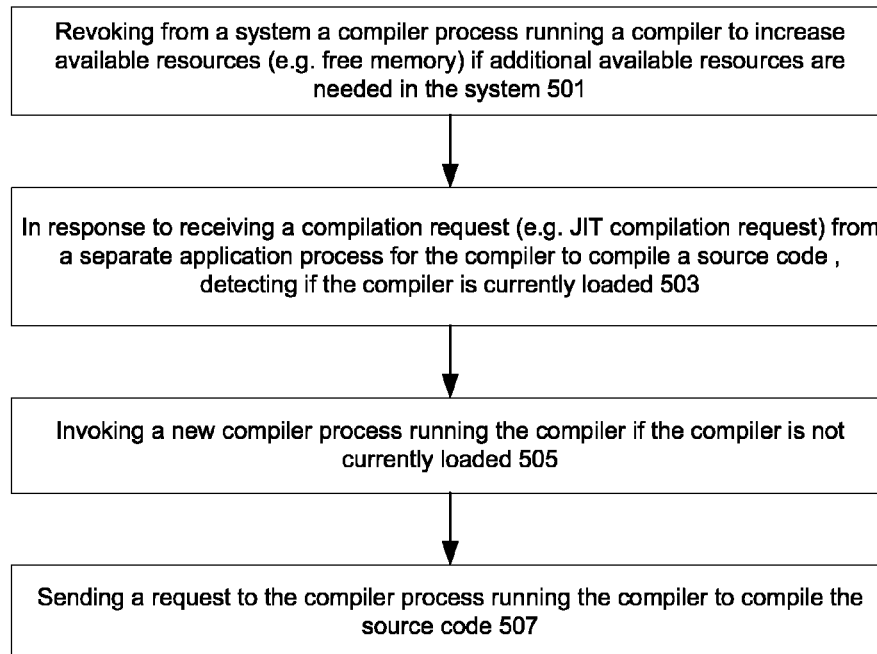 Revoking from a system a compiler process running a compiler to increase
available resources (e.g. free memory) if additional available resources are
needed in the system 501
In response to receiving a compilation request (e.g. JIT compilation request) from
a separate application process for the compiler to compile a source code ,
detecting if the compiler is currently loaded 503
Invoking a new compiler process running the compiler if the compiler is not
currently loaded 505
Sending a request to the compiler process running the compiler to compile the
source code 507